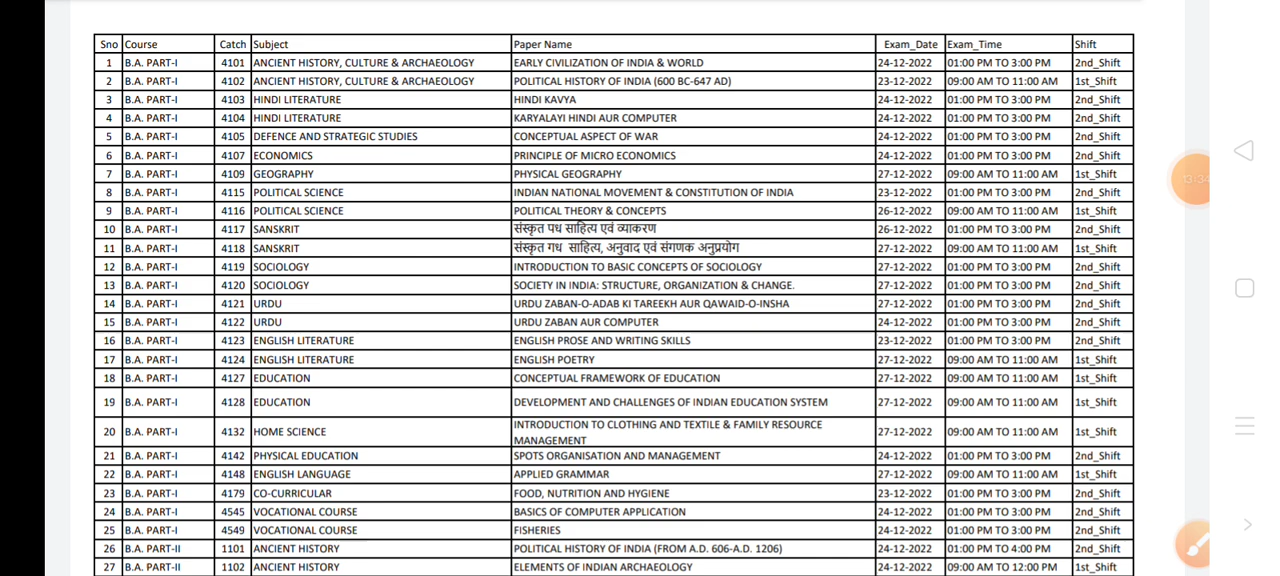 Sno Course Catch Subject Paper Name Exam_Date Exam_Time Shift
1 B.A. PART-I 4101 ANCIENT HISTORY, CULTURE & ARCHAEOLOGY EARLY CIVILIZATION OF INDIA & WORLD 24-12-2022 01:00 PM TO 3:00 PM 2nd_Shift
2 B.A. PART-I 4102 ANCIENT HISTORY, CULTURE & ARCHAEOLOGY POLITICAL HISTORY OF INDIA (600 BC-647 AD) 23-12-2022 09:00 AM TO 11:00 AM 1st_Shift
3 B.A. PART-I 4103 HINDI LITERATURE HINDI KAVYA 24-12-2022 01:00 PM TO 3:00 PM 2nd_Shift
4 B.A. PART-I 4104 HINDI LITERATURE KARYALAYI HINDI AUR COMPUTER 24-12-2022 01:00 PM TO 3:00 PM 2nd_Shift
5 B.A. PART-I 4105 DEFENCE AND STRATEGIC STUDIES CONCEPTUAL ASPECT OF WAR 24-12-2022 01:00 PM TO 3:00 PM 2nd_Shift
6 B.A. PART-I 4107 ECONOMICS PRINCIPLE OF MICRO ECONOMICS 24-12-2022 01:00 PM TO 3:00 PM 2nd_Shift
7 B.A. PART-I 4109 GEOGRAPHY PHYSICAL GEOGRAPHY 27-12-2022 09:00 AM TO 11:00 AM 1st_Shift
8 B.A. PART-I 4115 POLITICAL SCIENCE INDIAN NATIONAL MOVEMENT & CONSTITUTION OF INDIA 23-12-2022 01:00 PM TO 3:00 PM 2nd_Shift
9 B.A. PART-I 4116 POLITICAL SCIENCE POLITICAL THEORY & CONCEPTS 26-12-2022 09:00 AM TO 11:00 AM 1st_Shift
10 B.A. PART-I 4117 SANSKRIT संस्कृत पध साहित्य एवं व्याकरण 26-12-2022 01:00 PM TO 3:00 PM 2nd_Shift
11 B.A. PART-I 4118 SANSKRIT संस्कृत गध साहित्य, अनुवाद एवं संगणक अनुप्रयोग 27-12-2022 09:00 AM TO 11:00 AM 1st_Shift
12 B.A. PART-I 4119 SOCIOLOGY INTRODUCTION TO BASIC CONCEPTS OF SOCIOLOGY 27-12-2022 01:00 PM TO 3:00 PM 2nd_Shift
13 B.A. PART-I 4120 SOCIOLOGY SOCIETY IN INDIA: STRUCTURE, ORGANIZATION & CHANGE. 27-12-2022 01:00 PM TO 3:00 PM 2nd_Shift
14 B.A. PART-I 4121 URDU URDU ZABAN-O-ADAB KI TAREEKH AUR QAWAID-O-INSHA 27-12-2022 01:00 PM TO 3:00 PM 2nd_Shift
15 B.A. PART-I 4122 URDU URDU ZABAN AUR COMPUTER 24-12-2022 01:00 PM TO 3:00 PM 2nd_Shift
16 B.A. PART-I 4123 ENGLISH LITERATURE ENGLISH PROSE AND WRITING SKILLS 23-12-2022 01:00 PM TO 3:00 PM 2nd_Shift
17 B.A. PART-I 4124 ENGLISH LITERATURE ENGLISH POETRY 27-12-2022 09:00 AM TO 11:00 AM 1st_Shift
18 B.A. PART-I 4127 EDUCATION CONCEPTUAL FRAMEWORK OF EDUCATION 27-12-2022 09:00 AM TO 11:00 AM 1st_Shift
19 B.A. PART-I 4128 EDUCATION DEVELOPMENT AND CHALLENGES OF INDIAN EDUCATION SYSTEM 27-12-2022 09:00 AM TO 11:00 AM 1st_Shift
20 B.A. PART-I 4132 HOME SCIENCE INTRODUCTION TO CLOTHING AND TEXTILE & FAMILY RESOURCE
MANAGEMENT 27-12-2022 09:00 AM TO 11:00 AM 1st_Shift
21 B.A. PART-I 4142 PHYSICAL EDUCATION SPOTS ORGANISATION AND MANAGEMENT 24-12-2022 01:00 PM TO 3:00 PM 2nd_Shift
22 B.A. PART-I 4148 ENGLISH LANGUAGE APPLIED GRAMMAR 27-12-2022 09:00 AM TO 11:00 AM 1st_Shift
23 B.A. PART-I 4179 CO-CURRICULAR FOOD, NUTRITION AND HYGIENE 23-12-2022 01:00 PM TO 3:00 PM 2nd_Shift
24 B.A. PART-I 4545 VOCATIONAL COURSE BASICS OF COMPUTER APPLICATION 24-12-2022 01:00 PM TO 3:00 PM 2nd_Shift
25 B.A. PART-I 4549 VOCATIONAL COURSE FISHERIES 24-12-2022 01:00 PM TO 3:00 PM 2nd_Shift
26 B.A. PART-II 1101 ANCIENT HISTORY POLITICAL HISTORY OF INDIA (FROM A.D. 606-A.D. 1206) 24-12-2022 01:00 PM TO 4:00 PM 2nd_Shift
27 B.A. PART-II 1102 ANCIENT HISTORY ELEMENTS OF INDIAN ARCHAEOLOGY 24-12-2022 09:00 AM TO 12:00 PM 1st_Shift